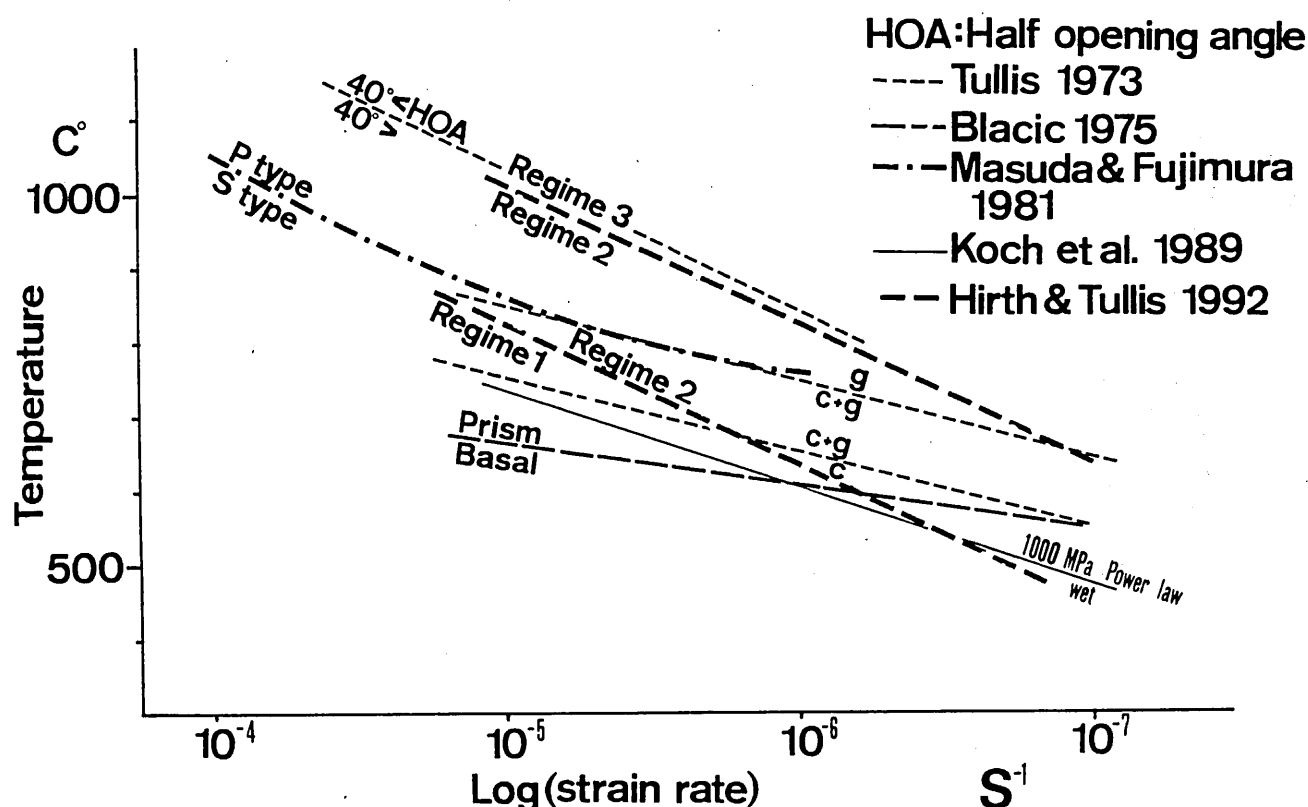 HOA:Half opening angle
Tullis 1973
Blacic 1975
Masuda & Fujimura
1981
Koch et al. 1989
Hirth & Tullis 1992
C°
1000
500
Temperature
40°<HOA
40°>
P type
S type
Regime 3
Regime 2
Regime 1
Regime 2
g
c+g
c+g
c
Prism
Basal
1000 MPa Power law
wet
10⁻⁴
10⁻⁵
10⁻⁶
10⁻⁷
Log (strain rate) S⁻¹